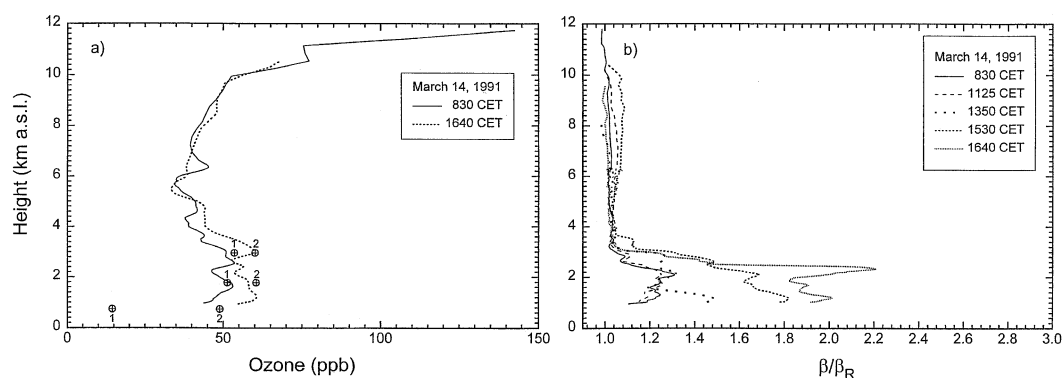 12
10
8
6
4
2
0
Height (km a.s.l.)
a)
March 14, 1991
830 CET
1640 CET
1
2
1
2
1
2
0
50
100
150
Ozone (ppb)
12
10
8
6
4
2
0
b)
March 14, 1991
830 CET
1125 CET
1350 CET
1530 CET
1640 CET
1.0
1.2
1.4
1.6
1.8
2.0
2.2
2.4
2.6
2.8
3.0
β/βR